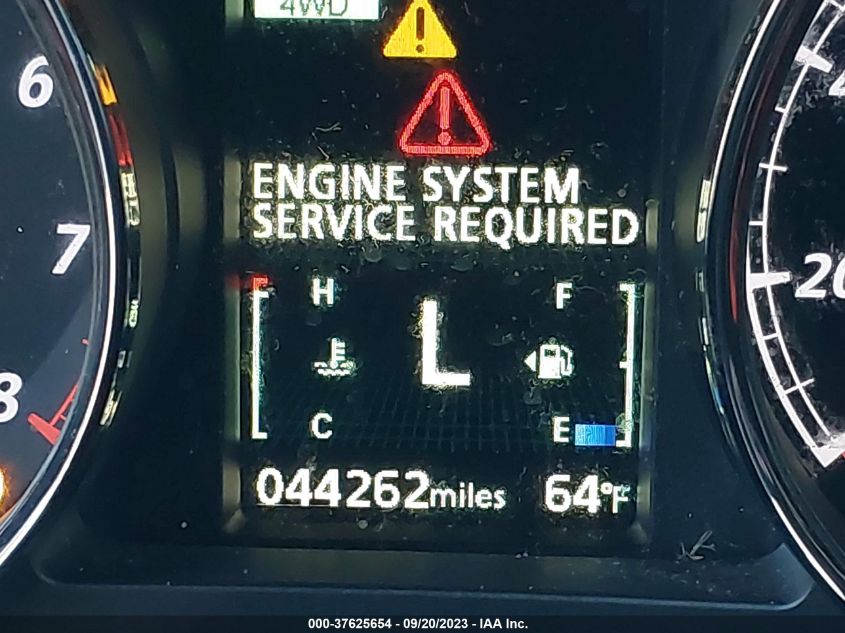 4WD
6
ENGINE SYSTEM
SERVICE REQUIRED
7
H
F
L
20
8
C
E
044262miles 64°F
000-37625654 - 09/20/2023 - IAA Inc.